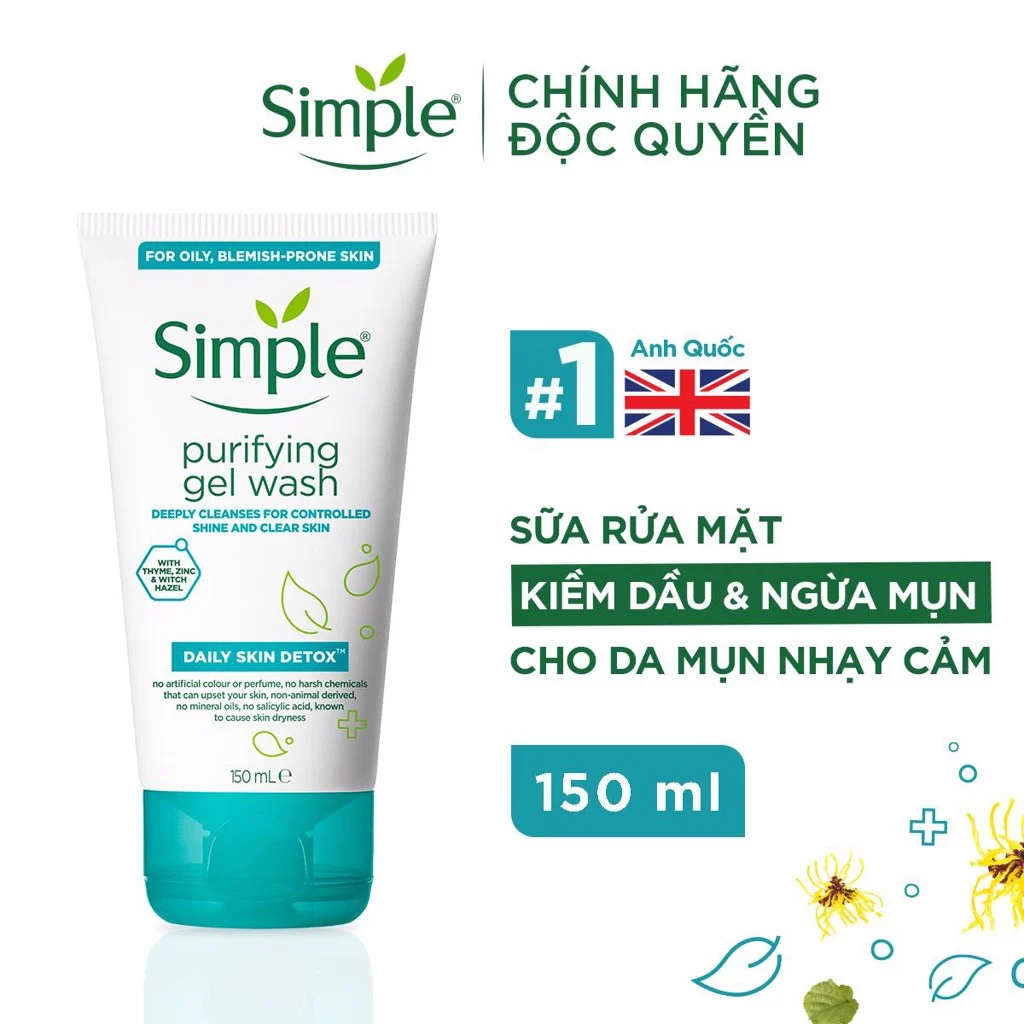 Simple®
CHÍNH HÃNG
ĐỘC QUYỀN
FOR OILY, BLEMISH-PRONE SKIN
Simple®
purifying
gel wash
DEEPLY CLEANSES FOR CONTROLLED
SHINE AND CLEAR SKIN
WITH
THYME, ZINC
& WITCH
HAZEL
DAILY SKIN DETOX™
no artificial colour or perfume, no harsh chemicals
that can upset your skin, non-animal derived,
no mineral oils, no salicylic acid, known
to cause skin dryness
150 mL℮
#1
Anh Quốc
SỮA RỬA MẶT
KIỀM DẦU & NGỪA MỤN
CHO DA MỤN NHẠY CẢM
150 ml